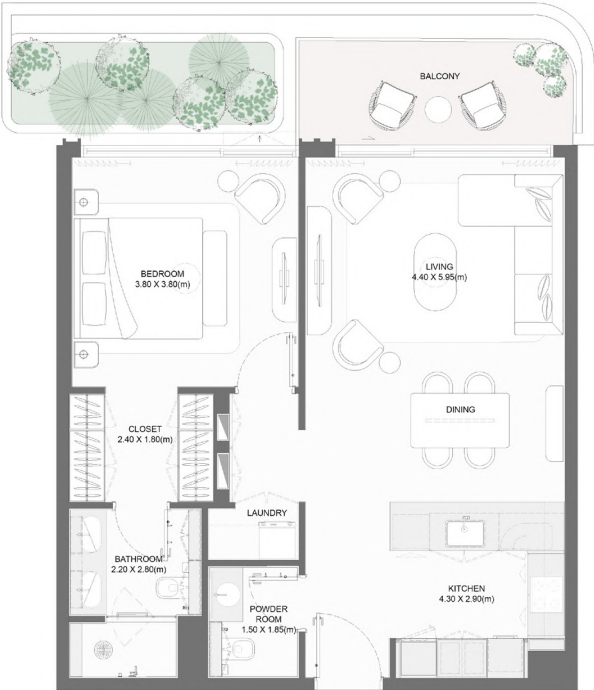 BALCONY
BEDROOM
3.80 X 3.80(m)
LIVING
4.40 X 5.95(m)
DINING
CLOSET
2.40 X 1.80(m)
LAUNDRY
BATHROOM
2.20 X 2.80(m)
KITCHEN
4.30 X 2.90(m)
POWDER
ROOM
1.50 X 1.85(m)